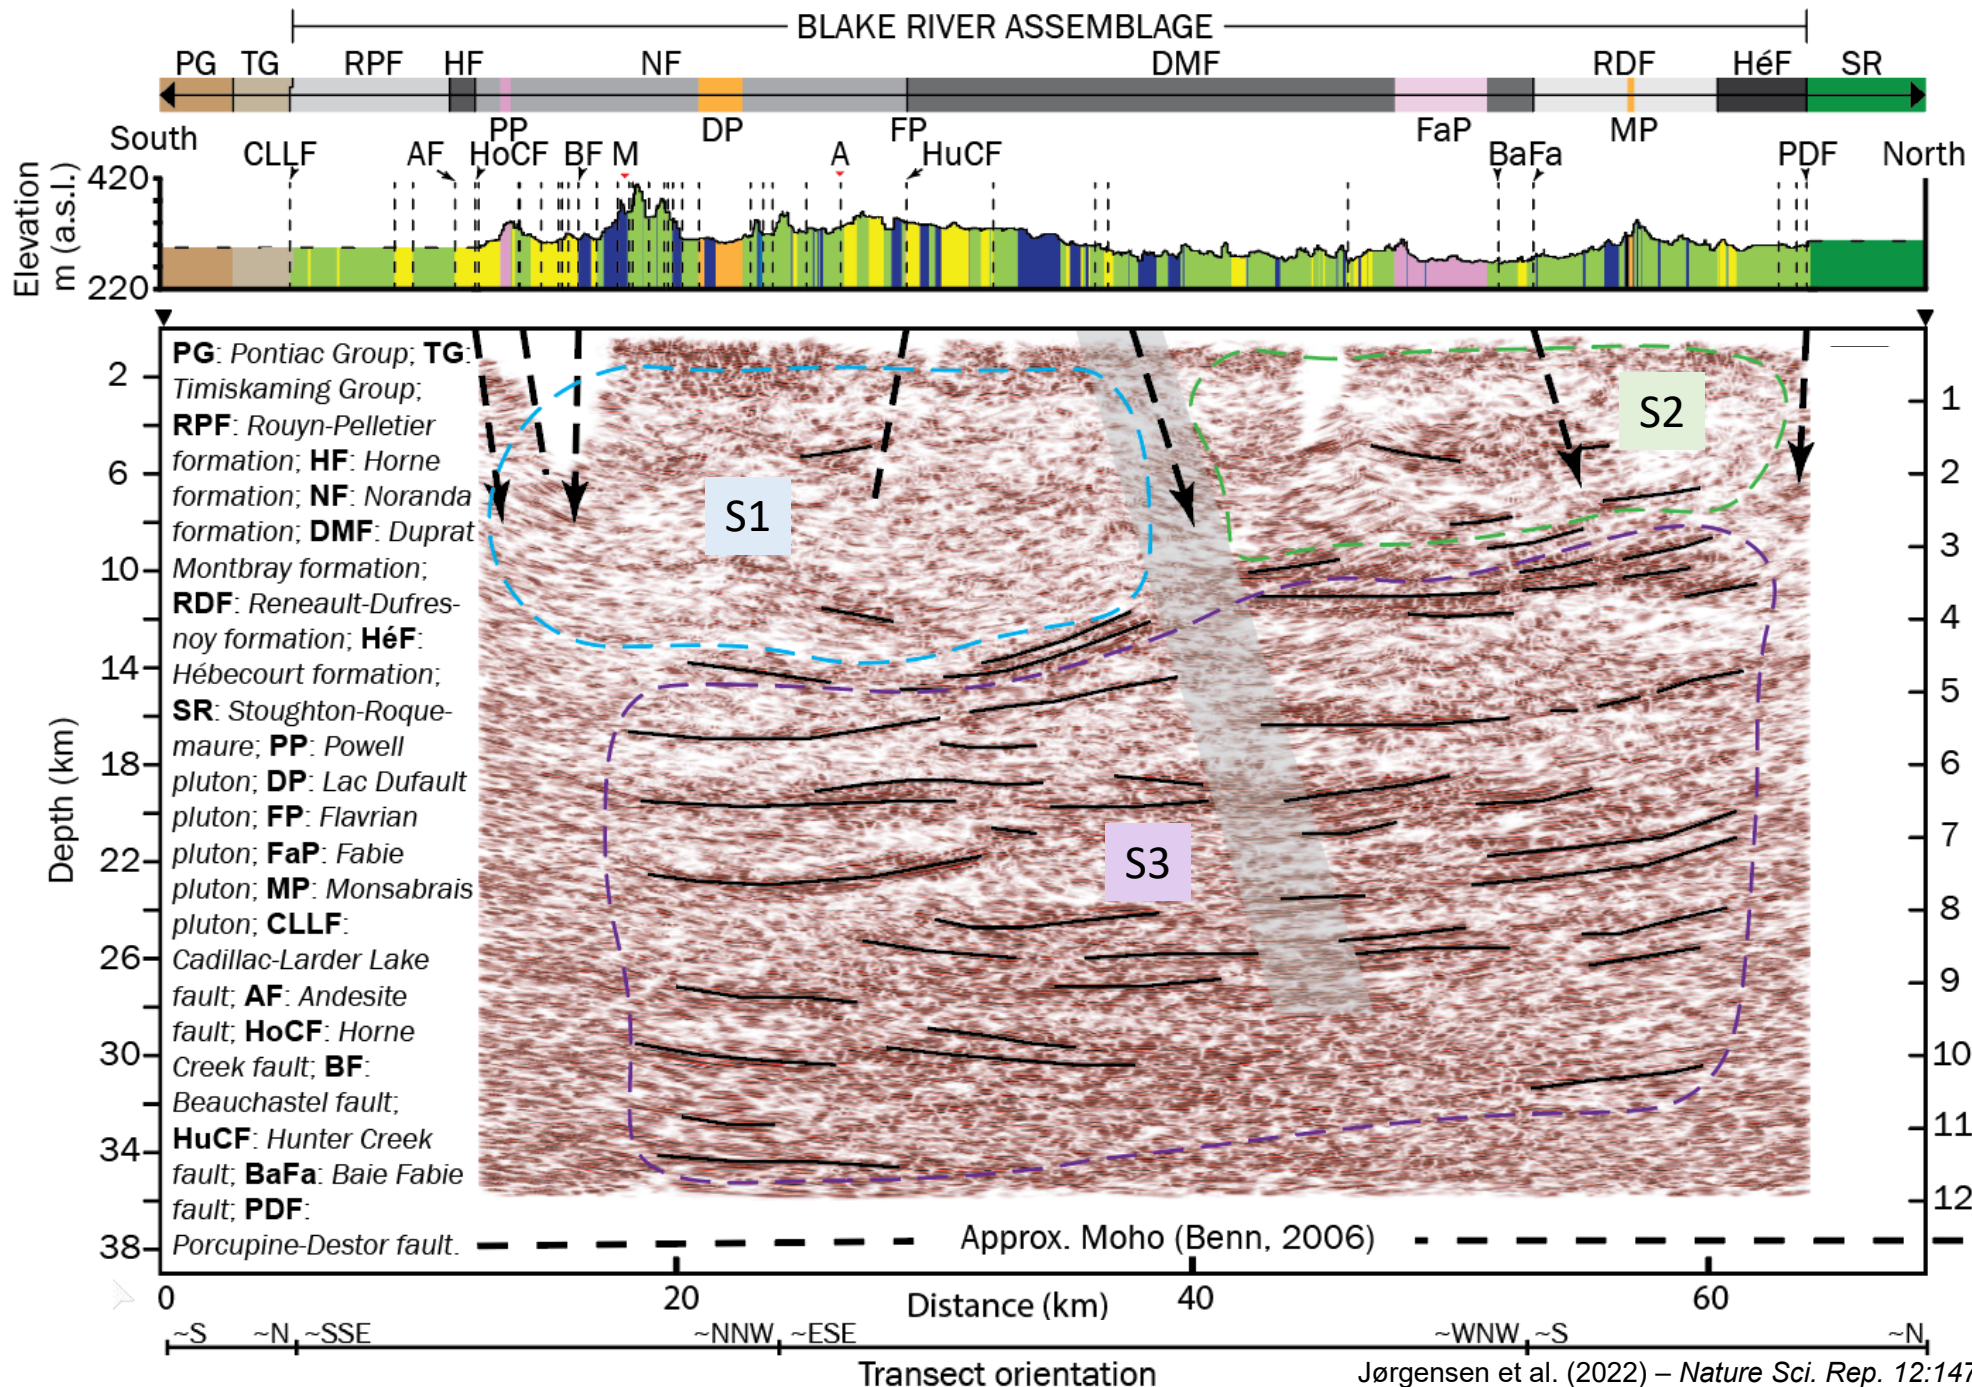 BLAKE RIVER ASSEMBLAGE
PG TG RPF HF NF DMF RDF HéF SR
South PP DP FP FaP MP
CLLF AF HoCF BF M A HuCF BaFa PDF North
Elevation
m (a.s.l.)
420
220
PG: Pontiac Group; TG:
Timiskaming Group;
RPF: Rouyn-Pelletier
formation; HF: Horne
formation; NF: Noranda
formation; DMF: Duprat
Montbray formation;
RDF: Reneault-Dufres-
noy formation; HéF:
Hébecourt formation;
SR: Stoughton-Roque-
maure; PP: Powell
pluton; DP: Lac Dufault
pluton; FP: Flavrian
pluton; FaP: Fabie
pluton; MP: Monsabrais
pluton; CLLF:
Cadillac-Larder Lake
fault; AF: Andesite
fault; HoCF: Horne
Creek fault; BF:
Beauchastel fault;
HuCF: Hunter Creek
fault; BaFa: Baie Fabie
fault; PDF:
Porcupine-Destor fault.
S1
S2
S3
Depth (km)
2
6
10
14
18
22
26
30
34
38
1
2
3
4
5
6
7
8
9
10
11
12
Approx. Moho (Benn, 2006)
0 20 40 60
Distance (km)
~S ~N ~SSE ~NNW ~ESE ~WNW ~S ~N
Transect orientation
Jørgensen et al. (2022) – Nature Sci. Rep. 12:147